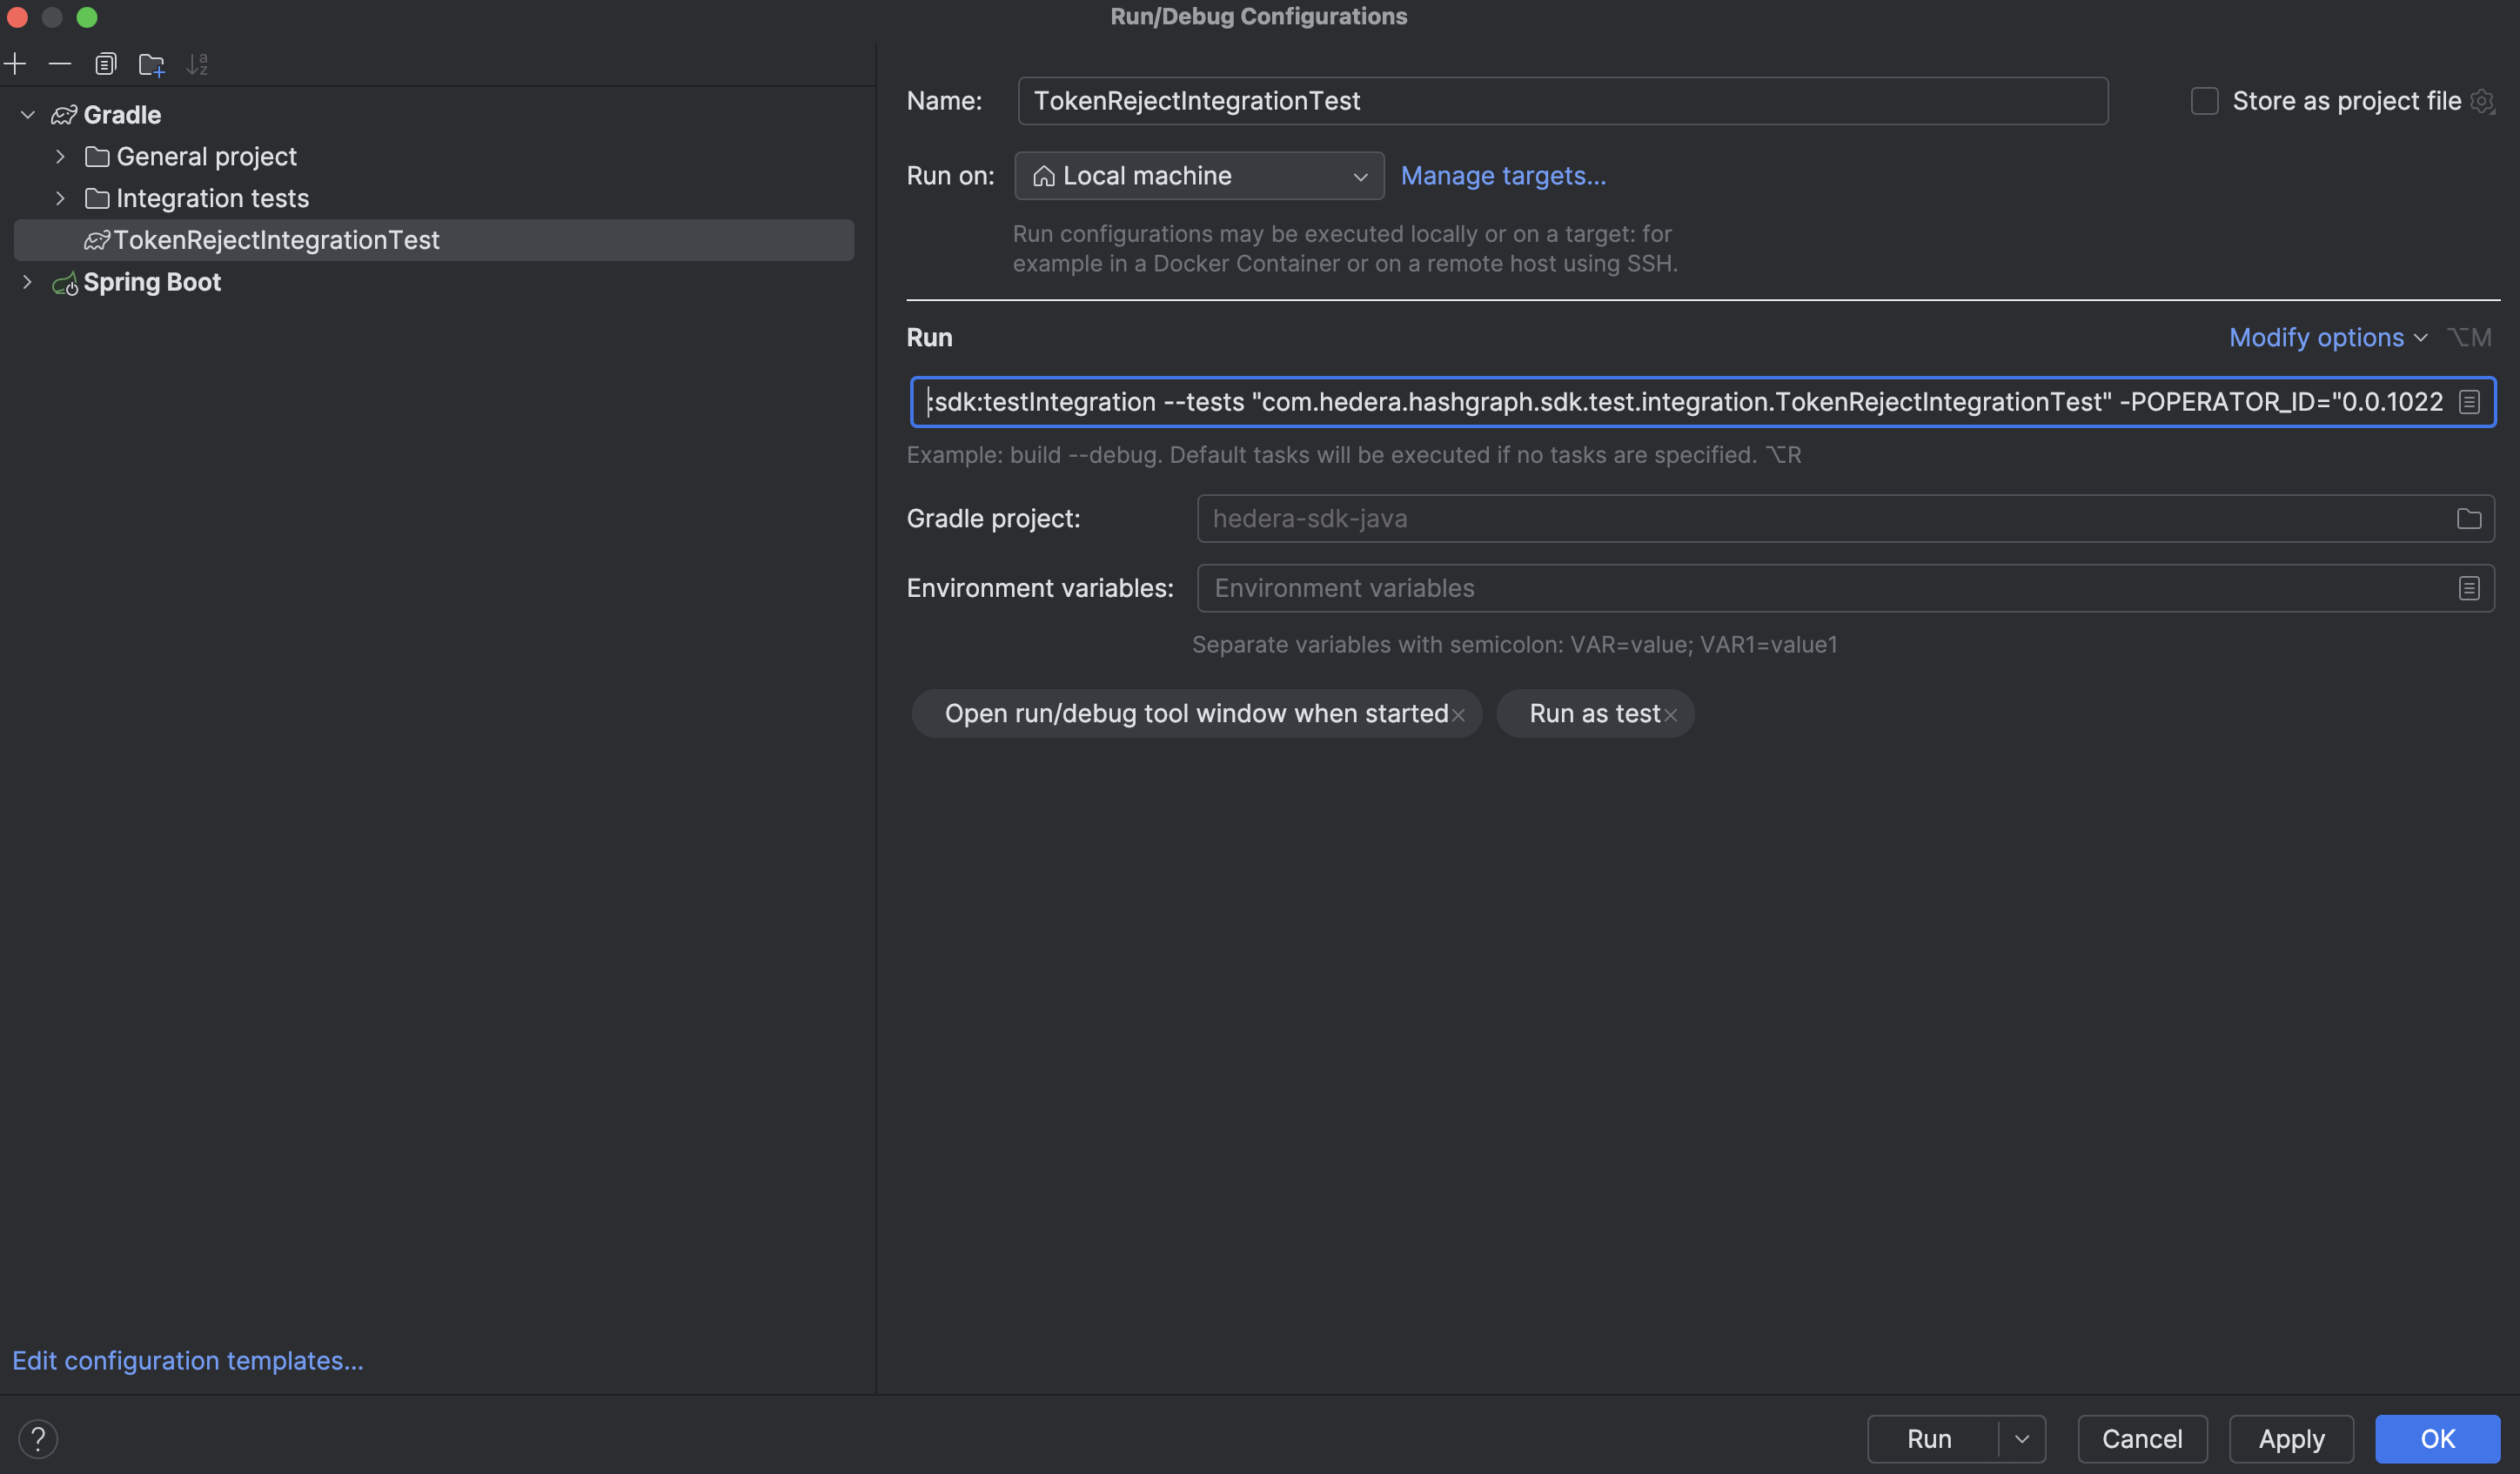 Run/Debug Configurations
Gradle
General project
Integration tests
TokenRejectIntegrationTest
Spring Boot
Edit configuration templates...
Name: TokenRejectIntegrationTest Store as project file
Run on: Local machine Manage targets...
Run configurations may be executed locally or on a target: for
example in a Docker Container or on a remote host using SSH.
Run Modify options ⌥M
:sdk:testIntegration --tests "com.hedera.hashgraph.sdk.test.integration.TokenRejectIntegrationTest" -POPERATOR_ID="0.0.1022
Example: build --debug. Default tasks will be executed if no tasks are specified. ⌥R
Gradle project: hedera-sdk-java
Environment variables: Environment variables
Separate variables with semicolon: VAR=value; VAR1=value1
Open run/debug tool window when started× Run as test×
? Run Cancel Apply OK